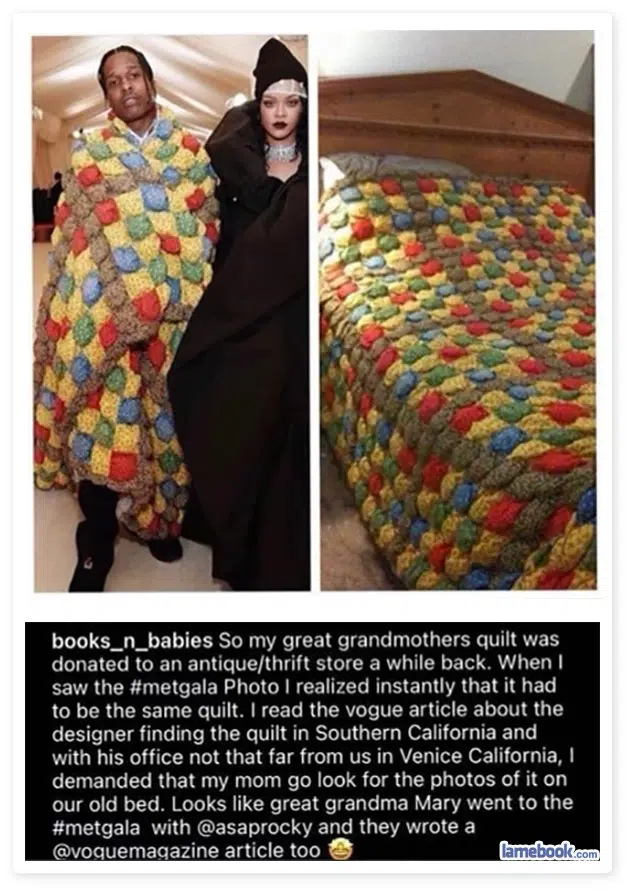 books_n_babies So my great grandmothers quilt was
donated to an antique/thrift store a while back. When I
saw the #metgala Photo I realized instantly that it had
to be the same quilt. I read the vogue article about the
designer finding the quilt in Southern California and
with his office not that far from us in Venice California, I
demanded that my mom go look for the photos of it on
our old bed. Looks like great grandma Mary went to the
#metgala with @asaprocky and they wrote a
@voguemagazine article too 🤩
lamebook.com